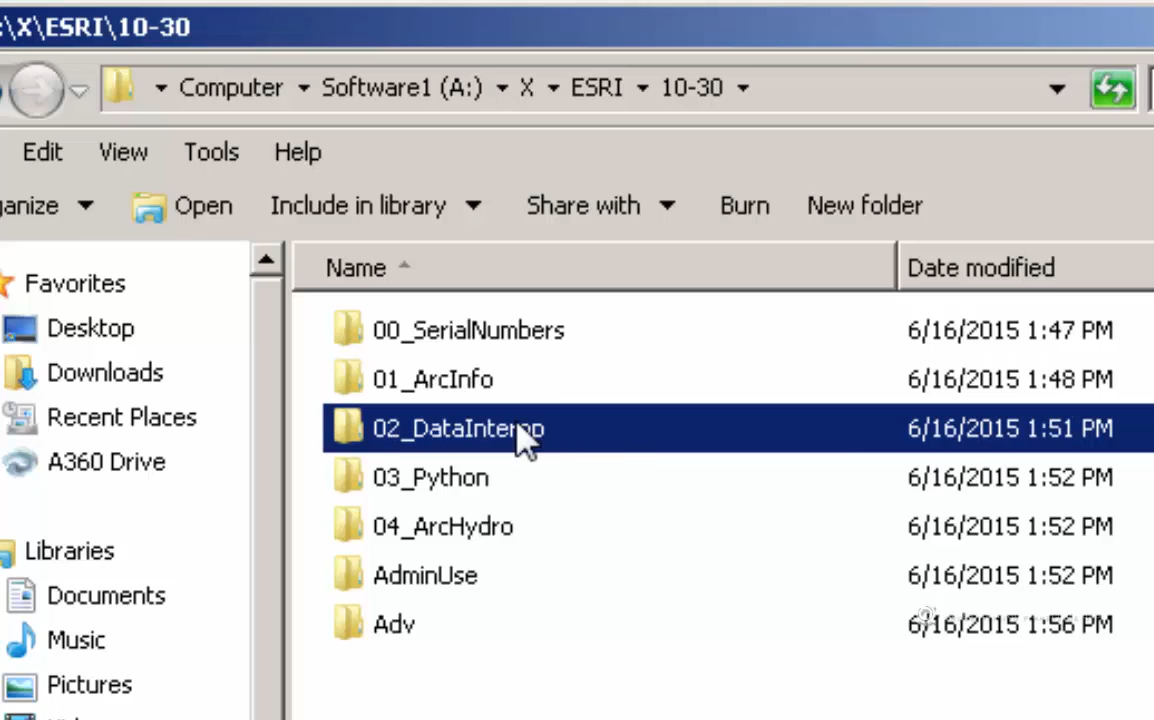 :\X\ESRI\10-30
Computer Software1 (A:) X ESRI 10-30
Edit View Tools Help
ganize Open Include in library Share with Burn New folder
Favorites
Desktop
Downloads
Recent Places
A360 Drive
Libraries
Documents
Music
Pictures
Name Date modified
00_SerialNumbers 6/16/2015 1:47 PM
01_ArcInfo 6/16/2015 1:48 PM
02_DataInterop 6/16/2015 1:51 PM
03_Python 6/16/2015 1:52 PM
04_ArcHydro 6/16/2015 1:52 PM
AdminUse 6/16/2015 1:52 PM
Adv 6/16/2015 1:56 PM